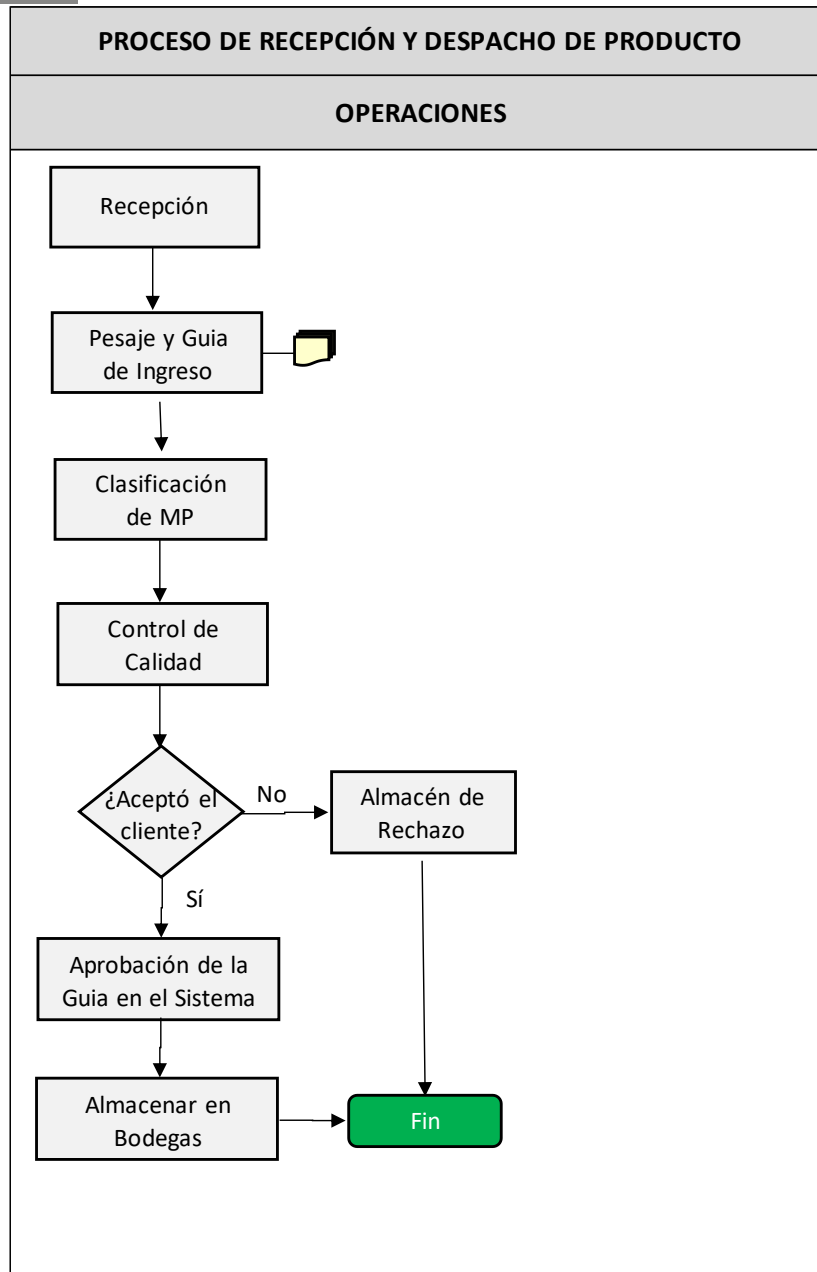 PROCESO DE RECEPCIÓN Y DESPACHO DE PRODUCTO
OPERACIONES
Recepción
Pesaje y Guia
de Ingreso
Clasificación
de MP
Control de
Calidad
¿Aceptó el
cliente?
No
Almacén de
Rechazo
Sí
Aprobación de la
Guia en el Sistema
Almacenar en
Bodegas
Fin